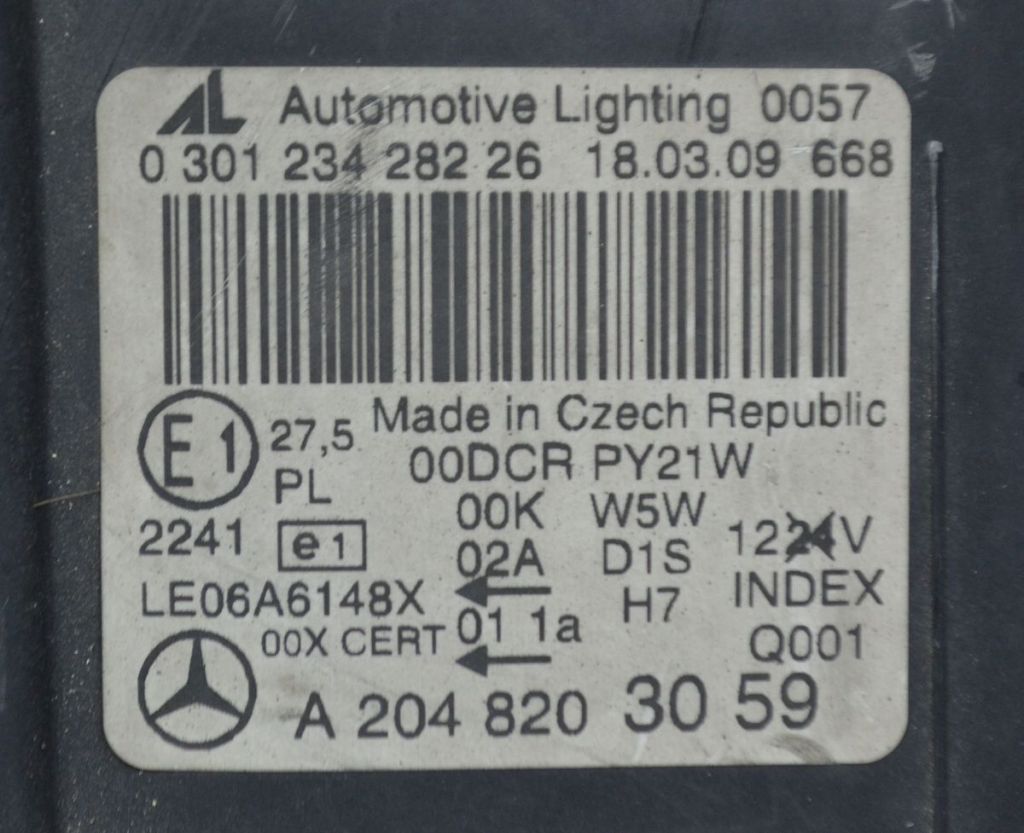 AL Automotive Lighting 0057
0 301 234 282 26 18.03.09 668
Made in Czech Republic
E1 27,5 00DCR PY21W
PL 00K W5W
2241 e1 02A D1S 1224V
LE06A6148X H7 INDEX
00X CERT 01 1a Q001
A 204 820 30 59